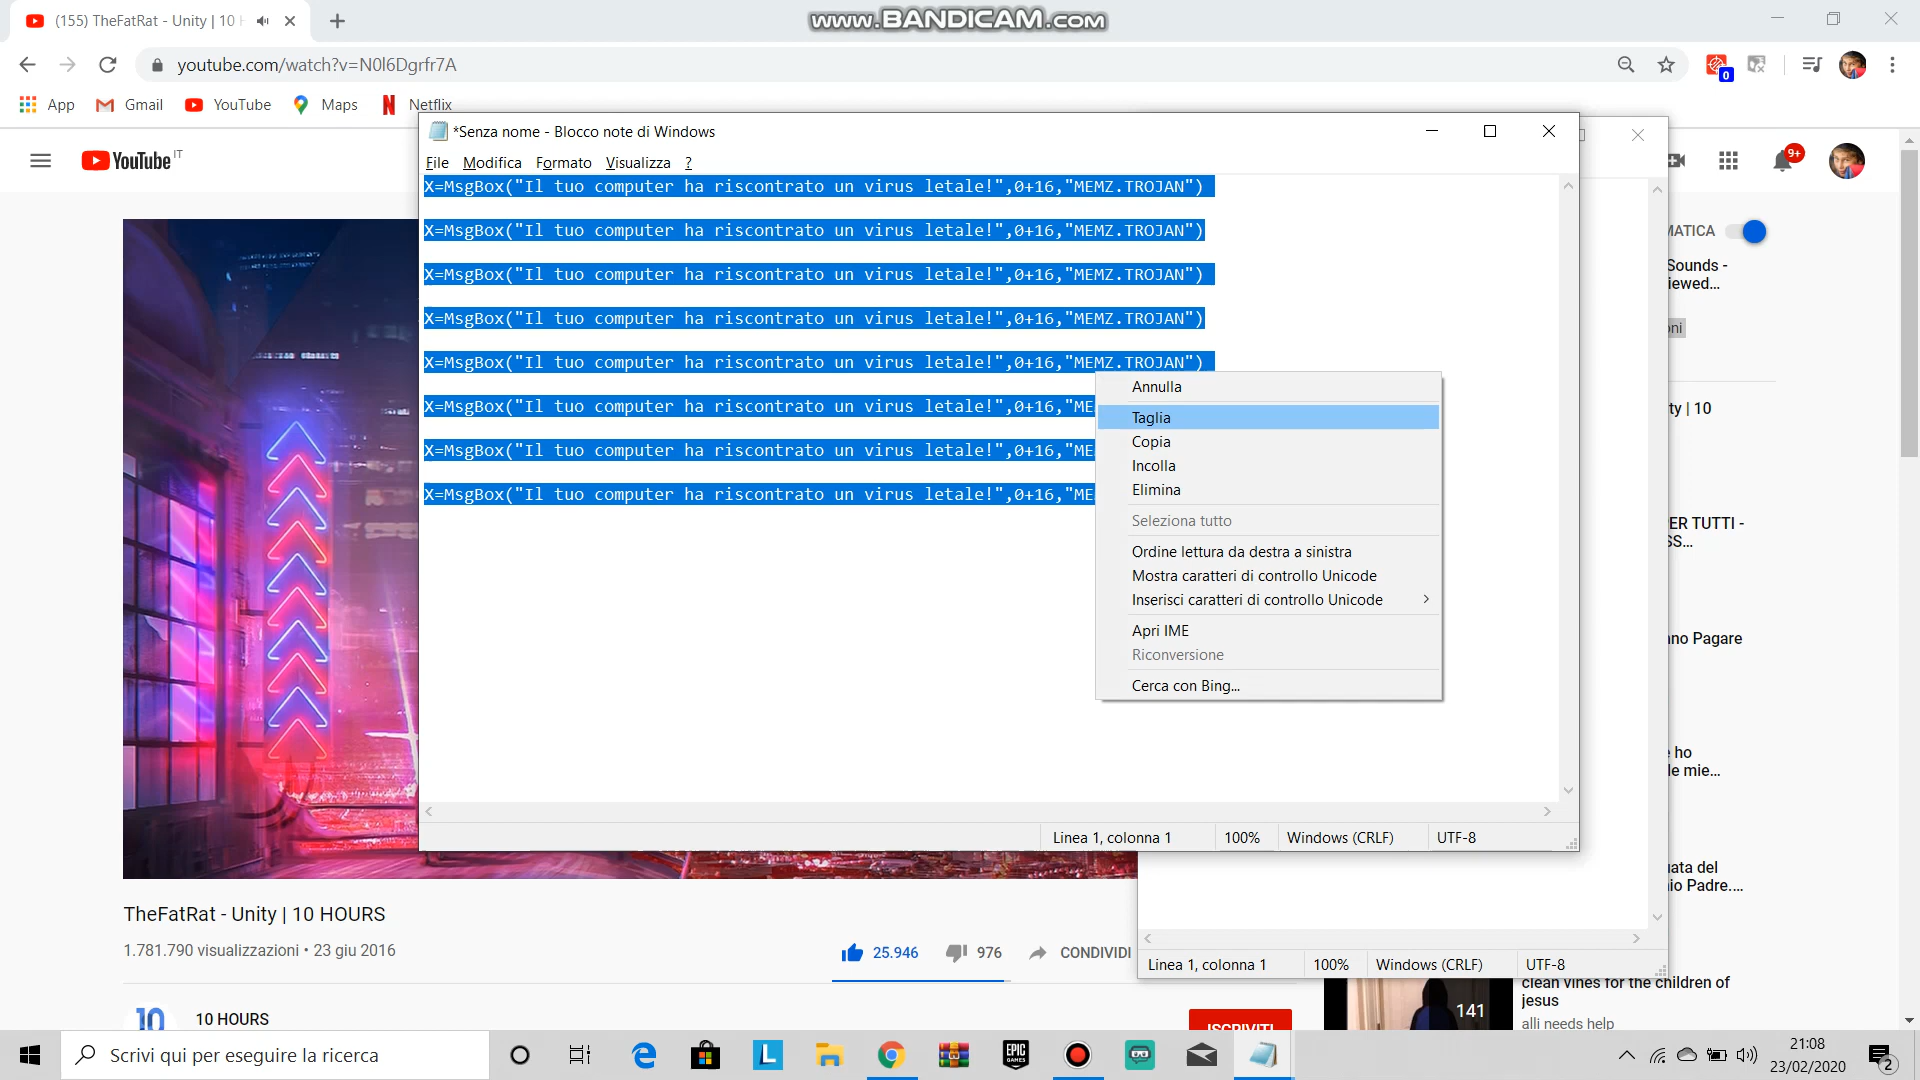 (155) TheFatRat - Unity | 10 H
www.BANDICAM.com
youtube.com/watch?v=N0l6Dgrfr7A
0
App
Gmail
YouTube
Maps
Netflix
*Senza nome - Blocco note di Windows
File Modifica Formato Visualizza ?
YouTube IT
9+
X=MsgBox("Il tuo computer ha riscontrato un virus letale!",0+16,"MEMZ.TROJAN")
X=MsgBox("Il tuo computer ha riscontrato un virus letale!",0+16,"MEMZ.TROJAN")
X=MsgBox("Il tuo computer ha riscontrato un virus letale!",0+16,"MEMZ.TROJAN")
X=MsgBox("Il tuo computer ha riscontrato un virus letale!",0+16,"MEMZ.TROJAN")
X=MsgBox("Il tuo computer ha riscontrato un virus letale!",0+16,"MEMZ.TROJAN")
X=MsgBox("Il tuo computer ha riscontrato un virus letale!",0+16,"ME
X=MsgBox("Il tuo computer ha riscontrato un virus letale!",0+16,"ME
X=MsgBox("Il tuo computer ha riscontrato un virus letale!",0+16,"ME
Annulla
Taglia
Copia
Incolla
Elimina
Seleziona tutto
Ordine lettura da destra a sinistra
Mostra caratteri di controllo Unicode
Inserisci caratteri di controllo Unicode
Apri IME
Riconversione
Cerca con Bing...
Linea 1, colonna 1
100%
Windows (CRLF)
UTF-8
MATICA
Sounds -
iewed...
oni
ty | 10
ER TUTTI -
SS...
no Pagare
e ho
le mie...
ata del
io Padre....
Linea 1, colonna 1
100%
Windows (CRLF)
UTF-8
TheFatRat - Unity | 10 HOURS
1.781.790 visualizzazioni • 23 giu 2016
25.946
976
CONDIVIDI
10
10 HOURS
ISCRIVITI
141
clean vines for the children of
jesus
alli needs help
Scrivi qui per eseguire la ricerca
L
EPIC
GAMES
21:08
23/02/2020
2